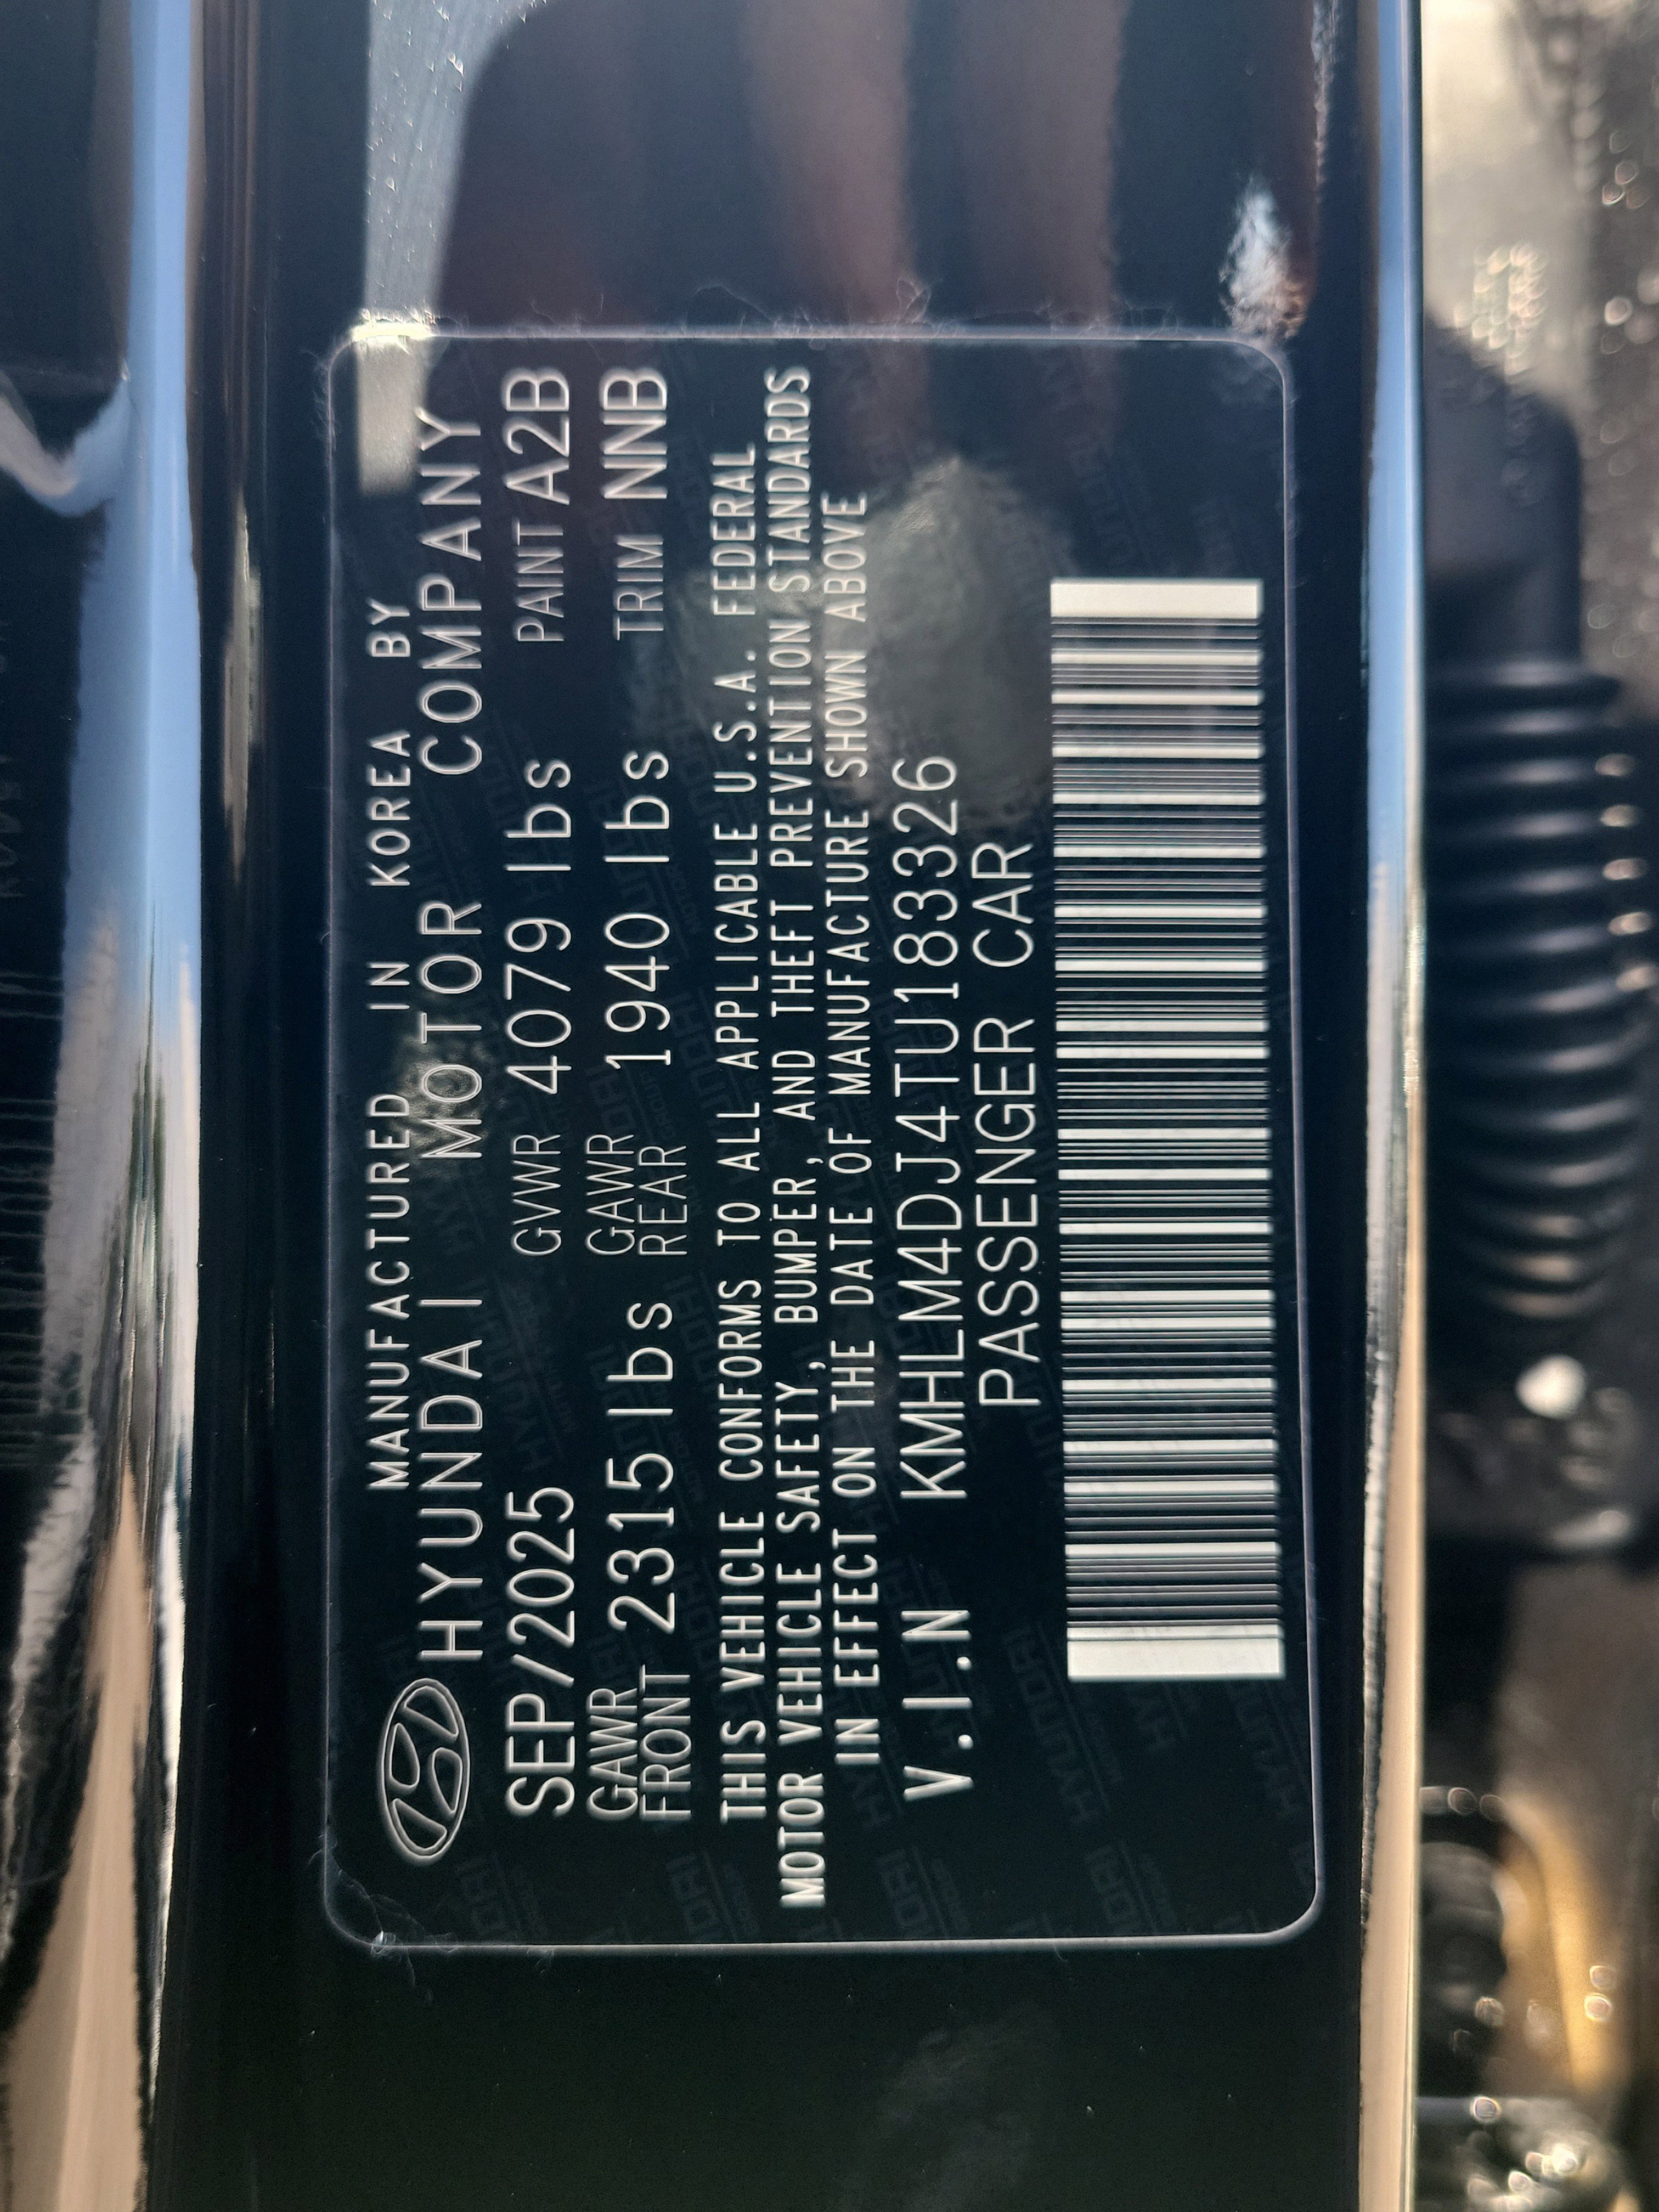 MANUFACTURED IN KOREA BY
HYUNDAI MOTOR COMPANY
SEP/2025 GVWR 4079 lbs PAINT A2B
GAWR FRONT 2315 lbs GAWR REAR 1940 lbs TRIM NNB
THIS VEHICLE CONFORMS TO ALL APPLICABLE U.S.A. FEDERAL
MOTOR VEHICLE SAFETY, BUMPER, AND THEFT PREVENTION STANDARDS
IN EFFECT ON THE DATE OF MANUFACTURE SHOWN ABOVE
V.I.N KMHLM4DJ4TU183326
PASSENGER CAR